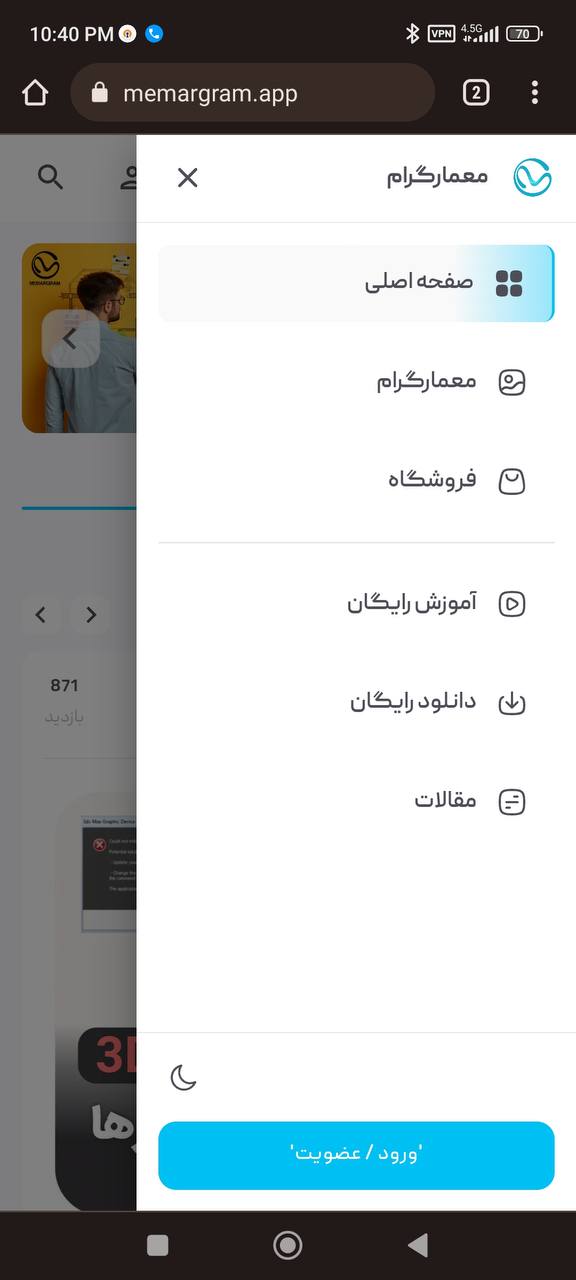 10:40 PM
VPN
4.5G
70
memargram.app
2
معمارگرام
MEMARGRAM
صفحه اصلی
معمارگرام
فروشگاه
آموزش رایگان
دانلود رایگان
871
بازدید
مقالات
3D
'ورود / عضویت'